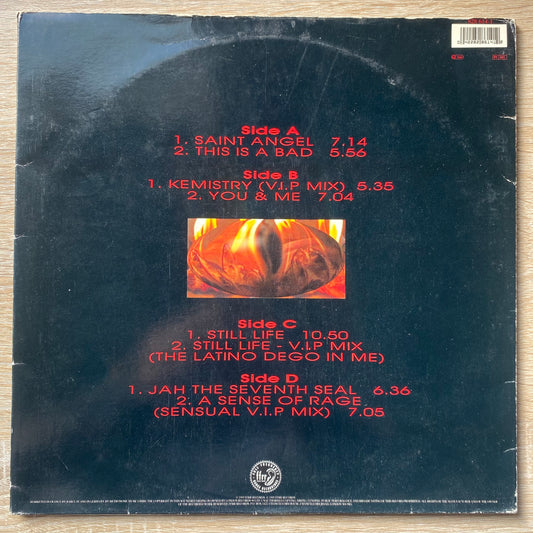 Side A
1. SAINT ANGEL 7.14
2. THIS IS A BAD 5.56
Side B
1. KEMISTRY (V.I.P MIX) 5.35
2. YOU & ME 7.04
Side C
1. STILL LIFE 10.50
2. STILL LIFE - V.I.P MIX
(THE LATINO DEGO IN ME)
Side D
1. JAH THE SEVENTH SEAL 6.36
2. A SENSE OF RAGE
(SENSUAL V.I.P MIX) 7.05
ffrr